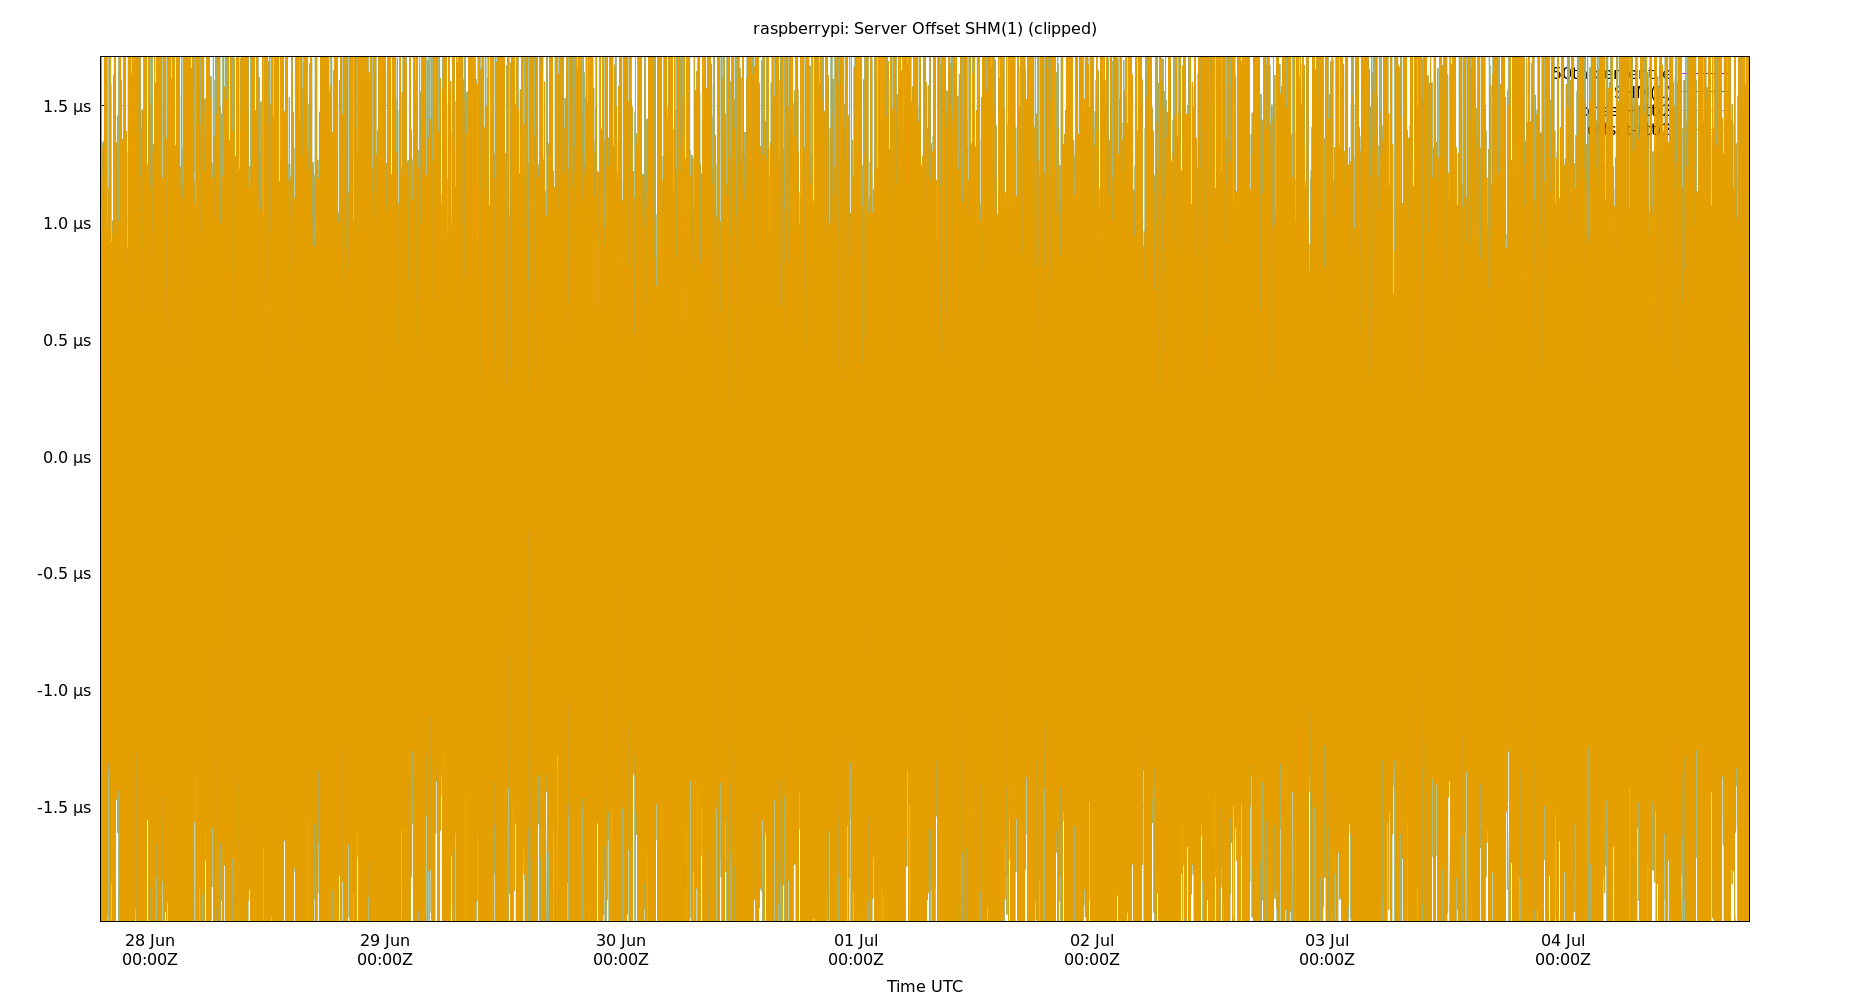 raspberrypi: Server Offset SHM(1) (clipped)
1.5 µs
1.0 µs
0.5 µs
0.0 µs
-0.5 µs
-1.0 µs
-1.5 µs
28 Jun 29 Jun 30 Jun 01 Jul 02 Jul 03 Jul 04 Jul
00:00Z 00:00Z 00:00Z 00:00Z 00:00Z 00:00Z 00:00Z
Time UTC